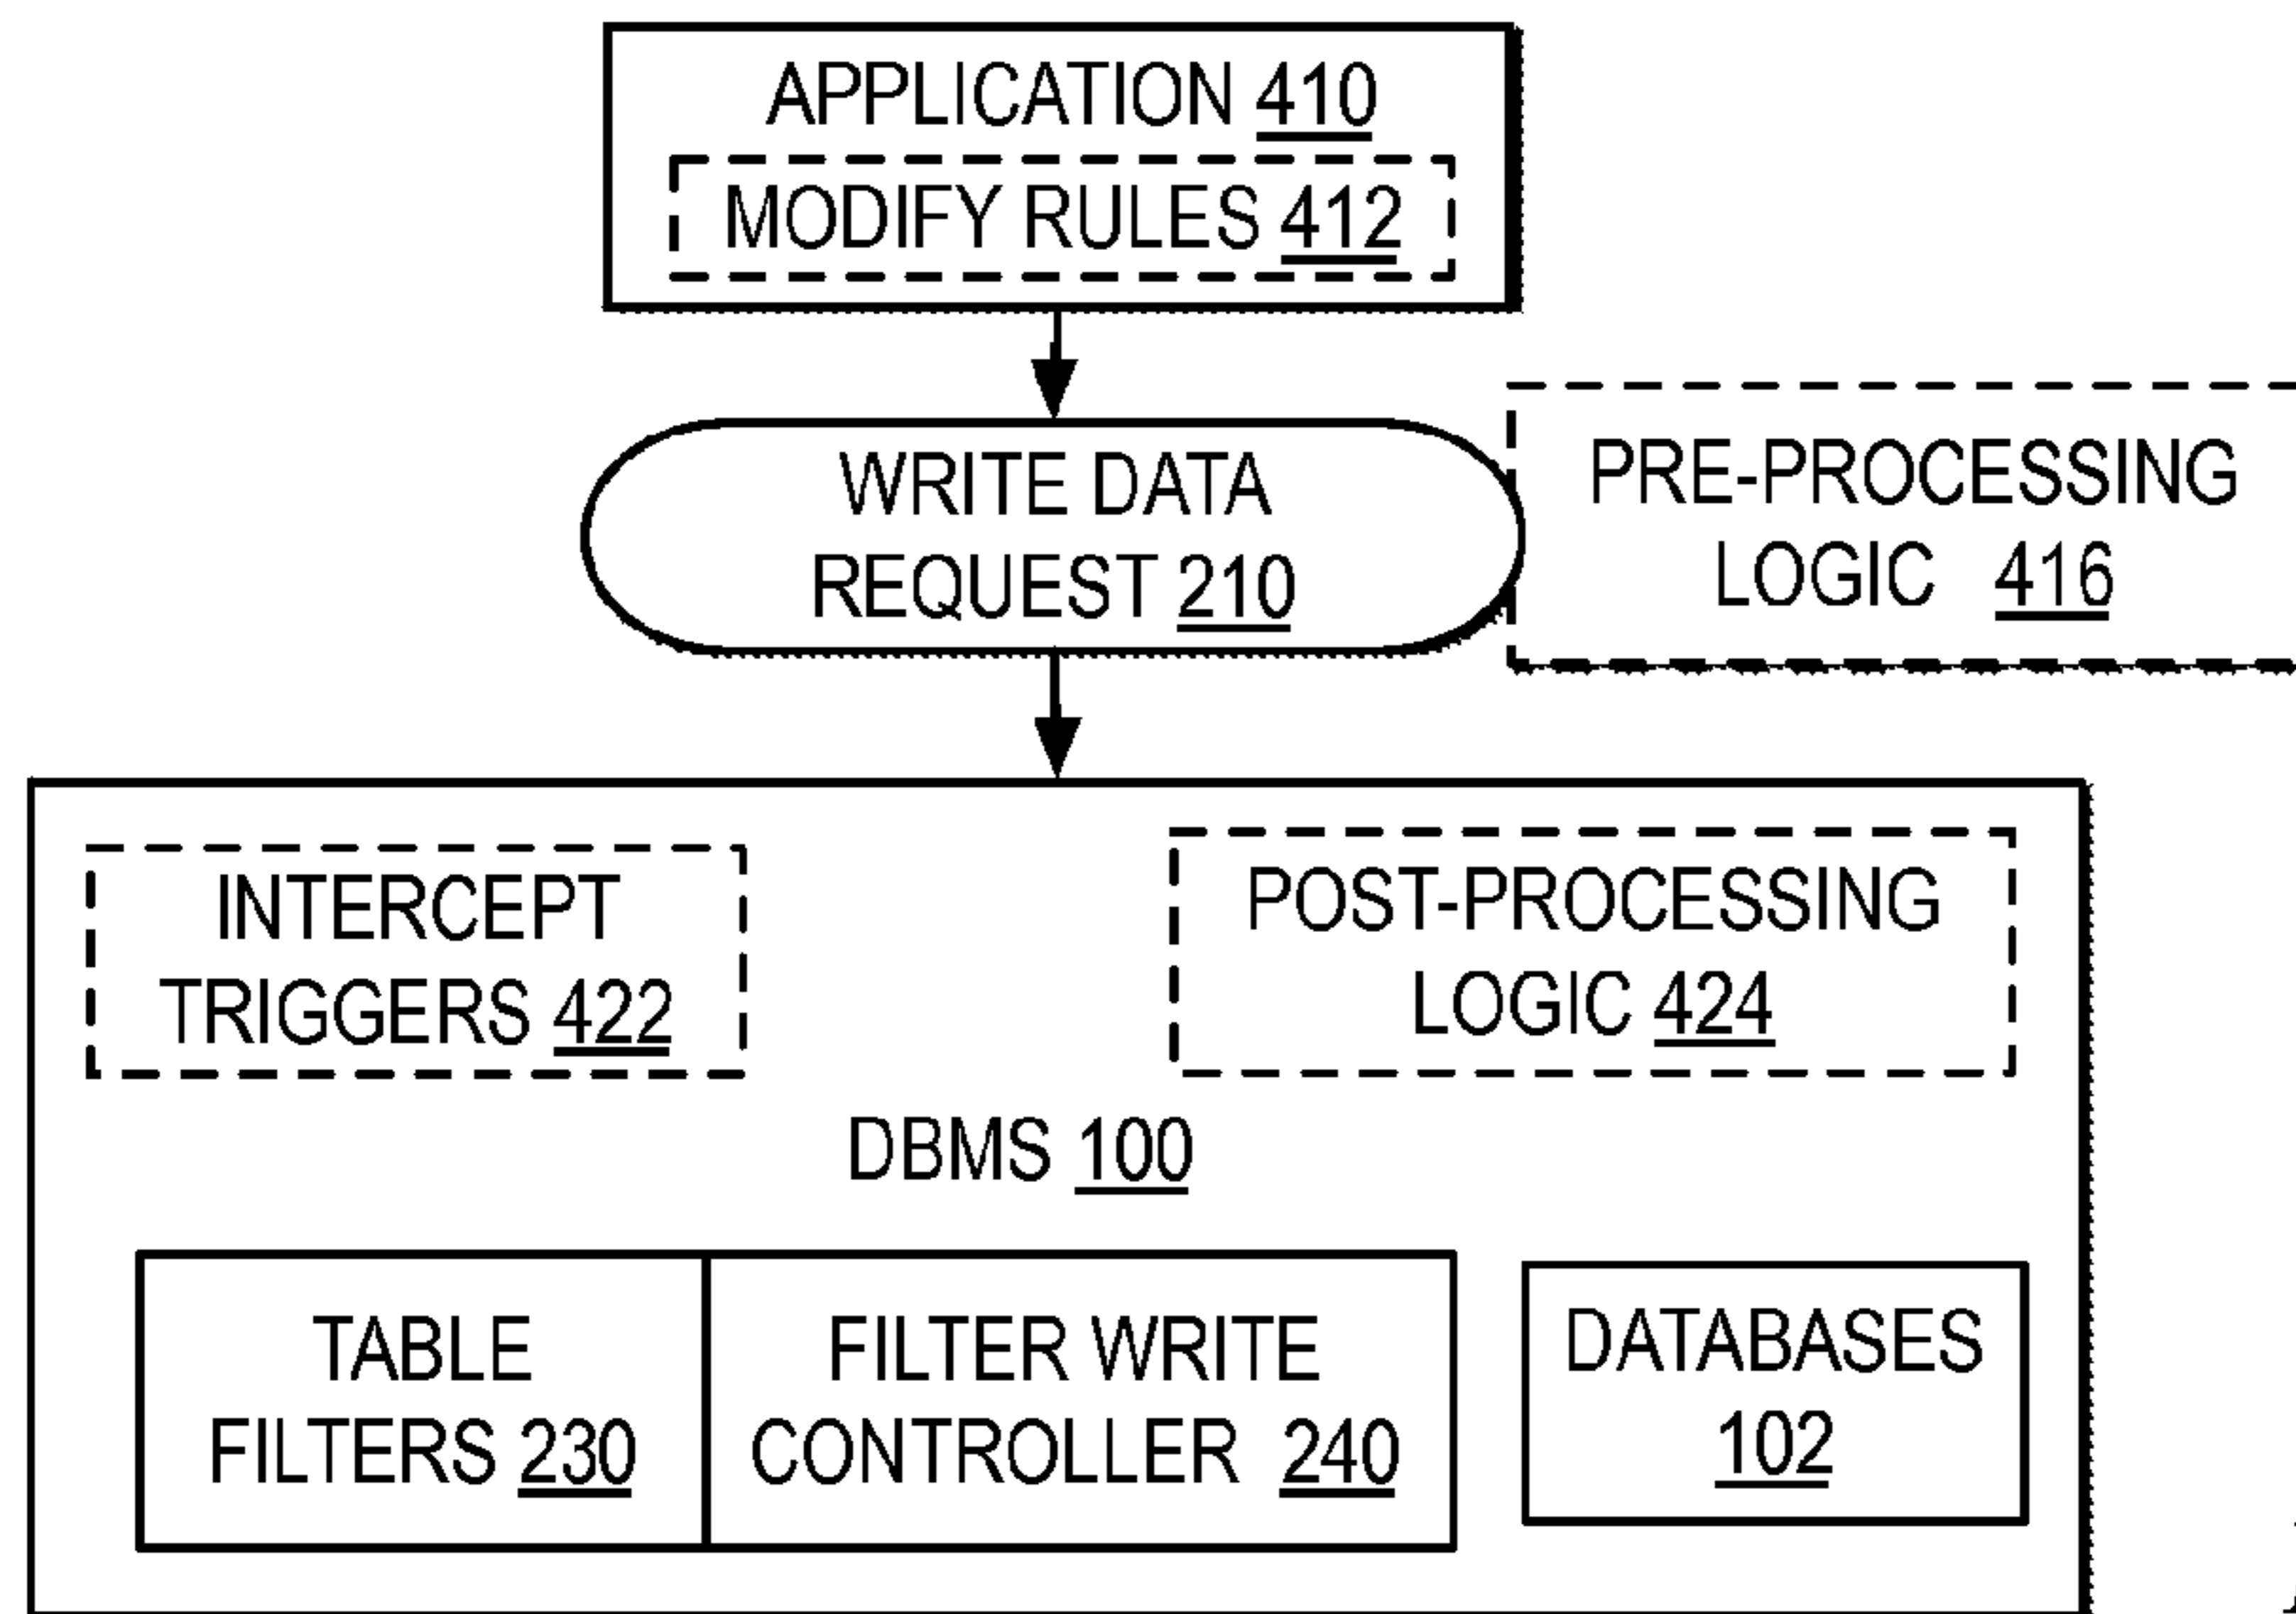 APPLICATION 410
MODIFY RULES 412
WRITE DATA
REQUEST 210
PRE-PROCESSING
LOGIC 416
INTERCEPT
TRIGGERS 422
POST-PROCESSING
LOGIC 424
DBMS 100
TABLE
FILTERS 230
FILTER WRITE
CONTROLLER 240
DATABASES
102